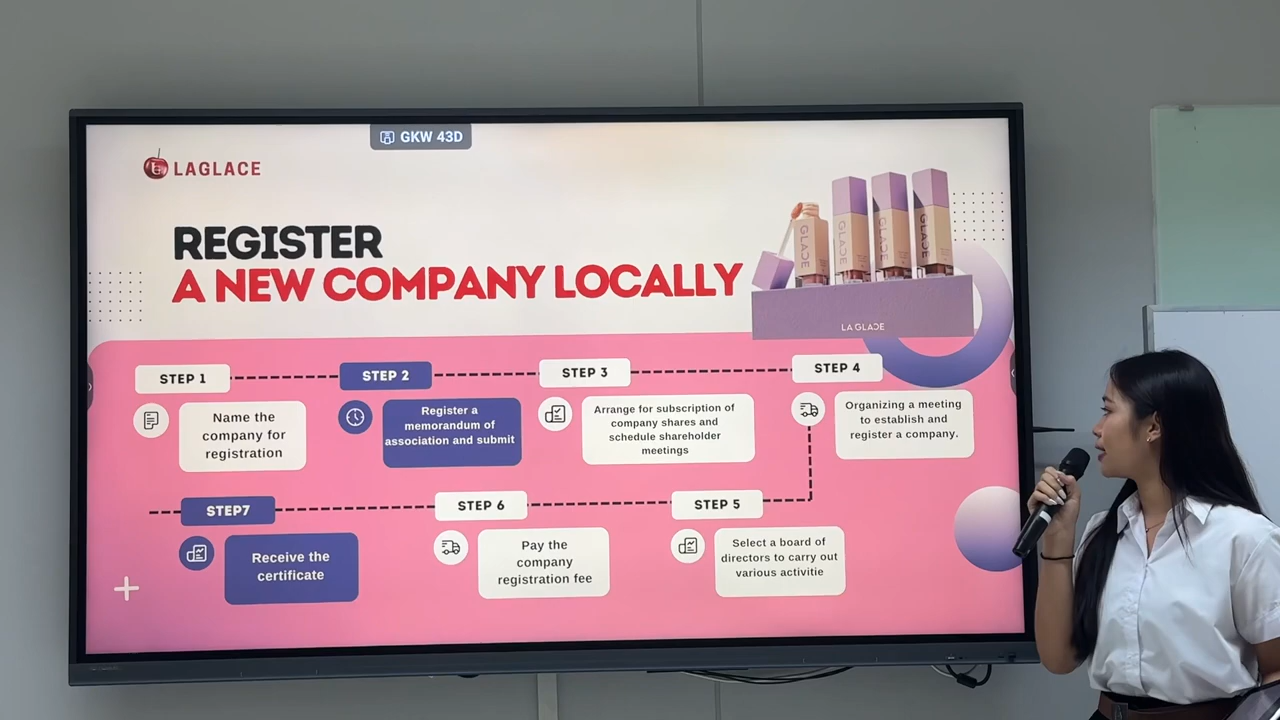 GKW 43D
LAGLACE
REGISTER
A NEW COMPANY LOCALLY
GLACE
GLACE
GLACE
GLACE
LA GLACE
STEP 1
Name the
company for
registration
STEP 2
Register a
memorandum of
association and submit
STEP 3
Arrange for subscription of
company shares and
schedule shareholder
meetings
STEP 4
Organizing a meeting
to establish and
register a company.
STEP 5
Select a board of
directors to carry out
various activitie
STEP 6
Pay the
company
registration fee
STEP7
Receive the
certificate